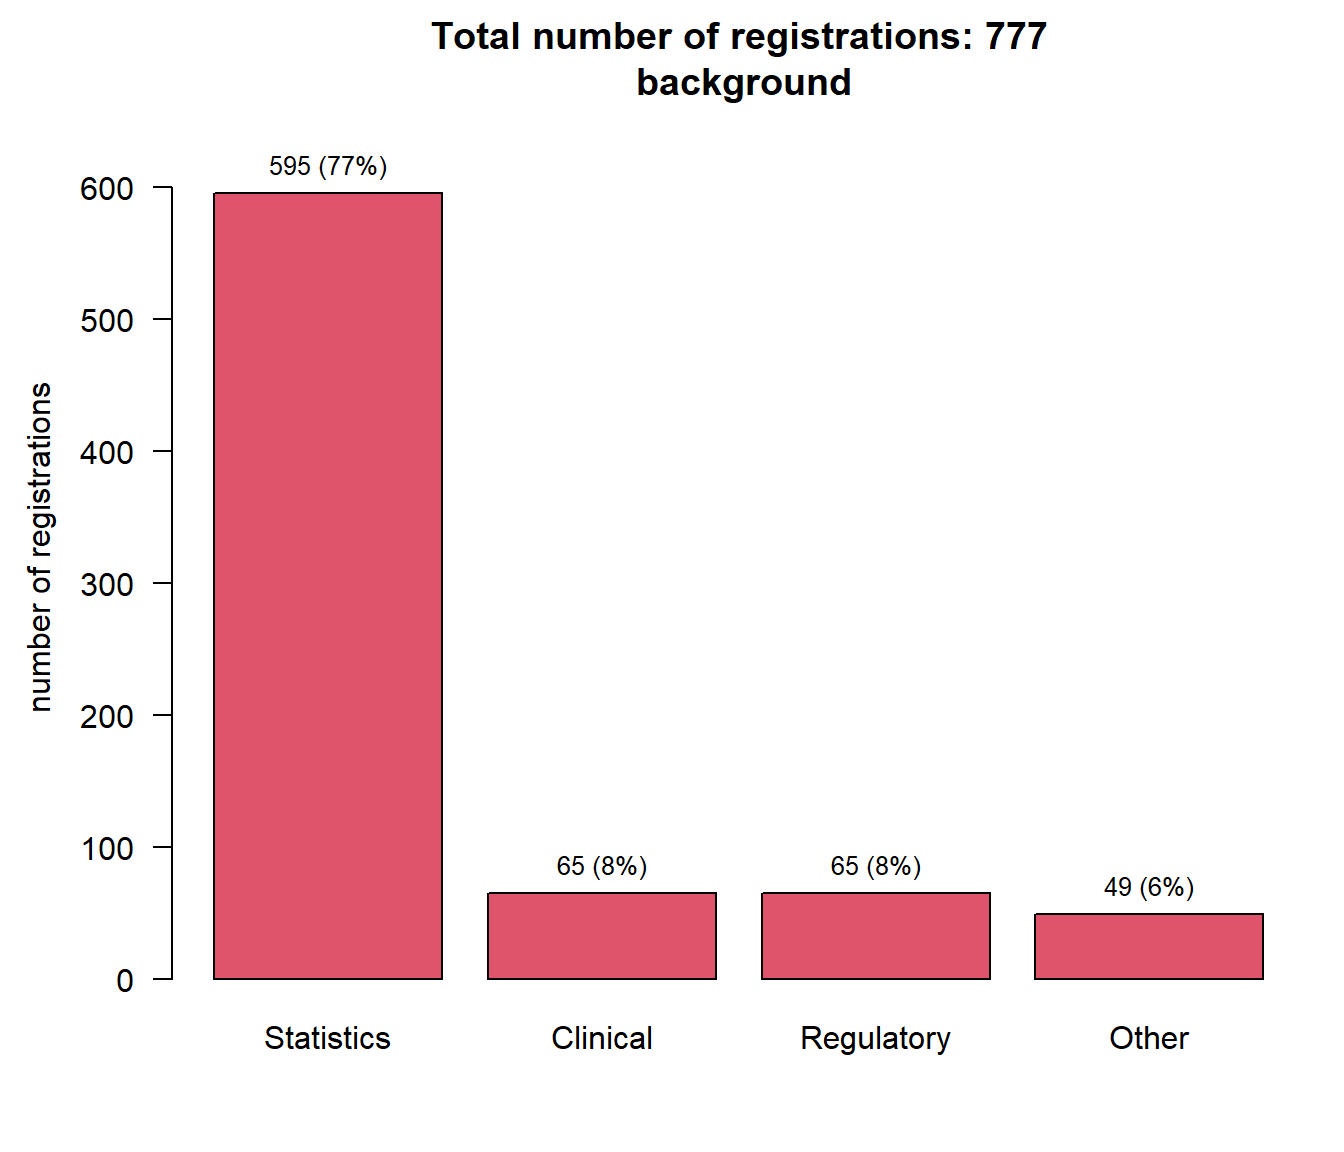 Total number of registrations: 777
background
number of registrations
600
500
400
300
200
100
0
595 (77%)
65 (8%)
65 (8%)
49 (6%)
Statistics
Clinical
Regulatory
Other